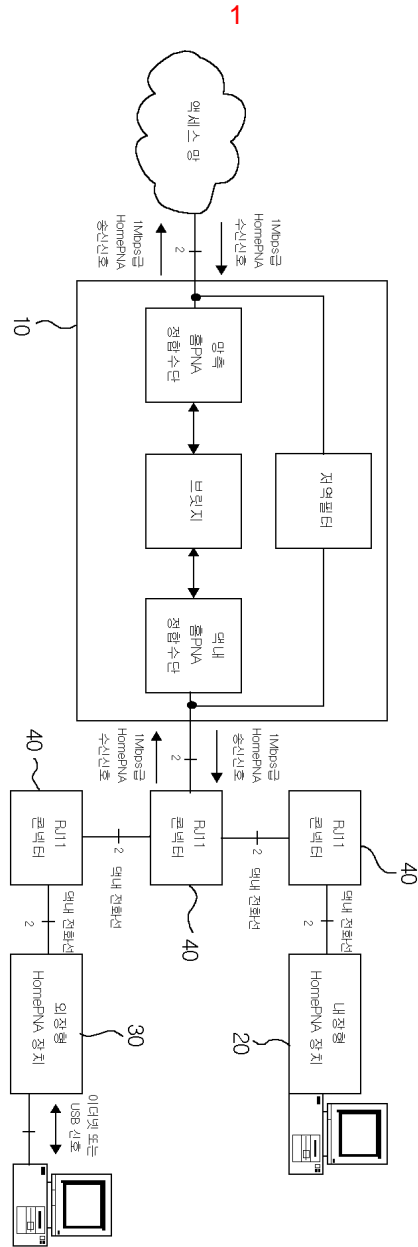 1
액세스 망
1Mbps급
HomePNA
송신신호
1Mbps급
HomePNA
수신신호
2
10
망측
홈PNA
정합수단
브릿지
댁내
홈PNA
정합수단
저역필터
1Mbps급
HomePNA
수신신호
1Mbps급
HomePNA
송신신호
2
RJ11
콘넥터
40
RJ11
콘넥터
40
RJ11
콘넥터
40
2
댁내 전화선
2
댁내 전화선
2
댁내 전화선
2
댁내 전화선
외장형
HomePNA 장치
30
내장형
HomePNA 장치
20
이더넷 또는
USB 신호